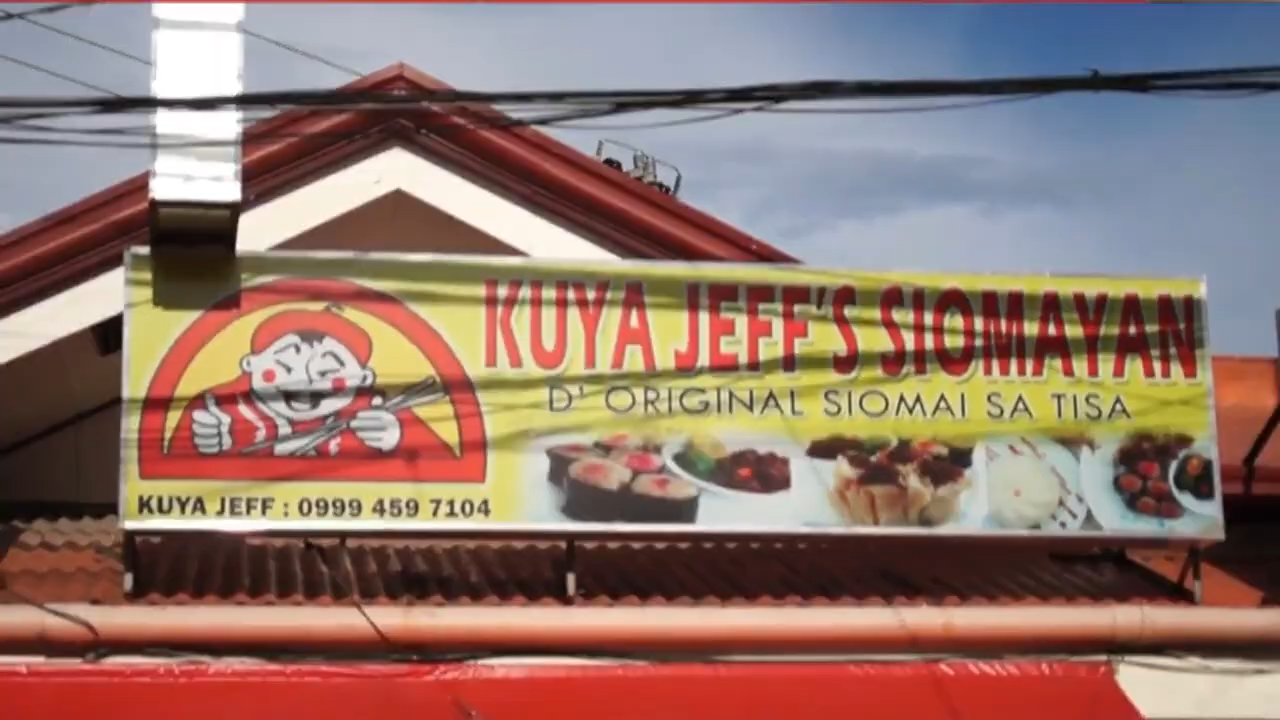 KUYA JEFF'S SIOMAYAN
D' ORIGINAL SIOMAI SA TISA
KUYA JEFF : 0999 459 7104